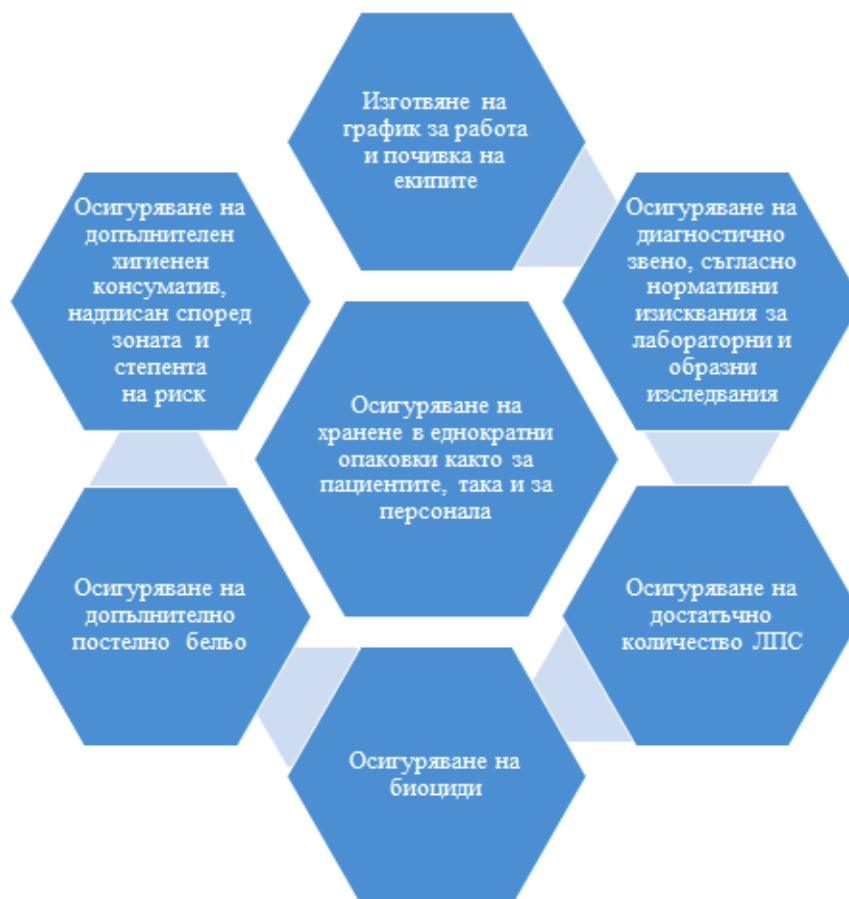 Изготвяне на
график за работа
и почивка на
екипите
Осигуряване на
диагностично
звено, съгласно
нормативни
изисквания за
лабораторни и
образни
изследвания
Осигуряване на
достатъчно
количество ЛПС
Осигуряване на
биоциди
Осигуряване на
допълнително
постелно бельо
Осигуряване на
допълнителен
хигиенен
консуматив,
надписан според
зоната и
степента
на риск
Осигуряване на
хранене в еднократни
опаковки както за
пациентите, така и за
персонала